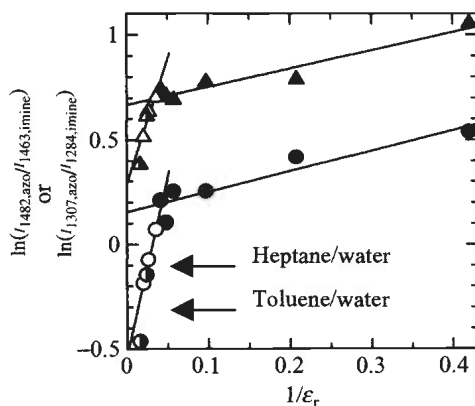 ln(I1482,azo/I1463,imine)
or
ln(I1307,azo/I1284,imine)
1
0.5
0
−0.5
Heptane/water
Toluene/water
0
0.1
0.2
0.3
0.4
1/εr